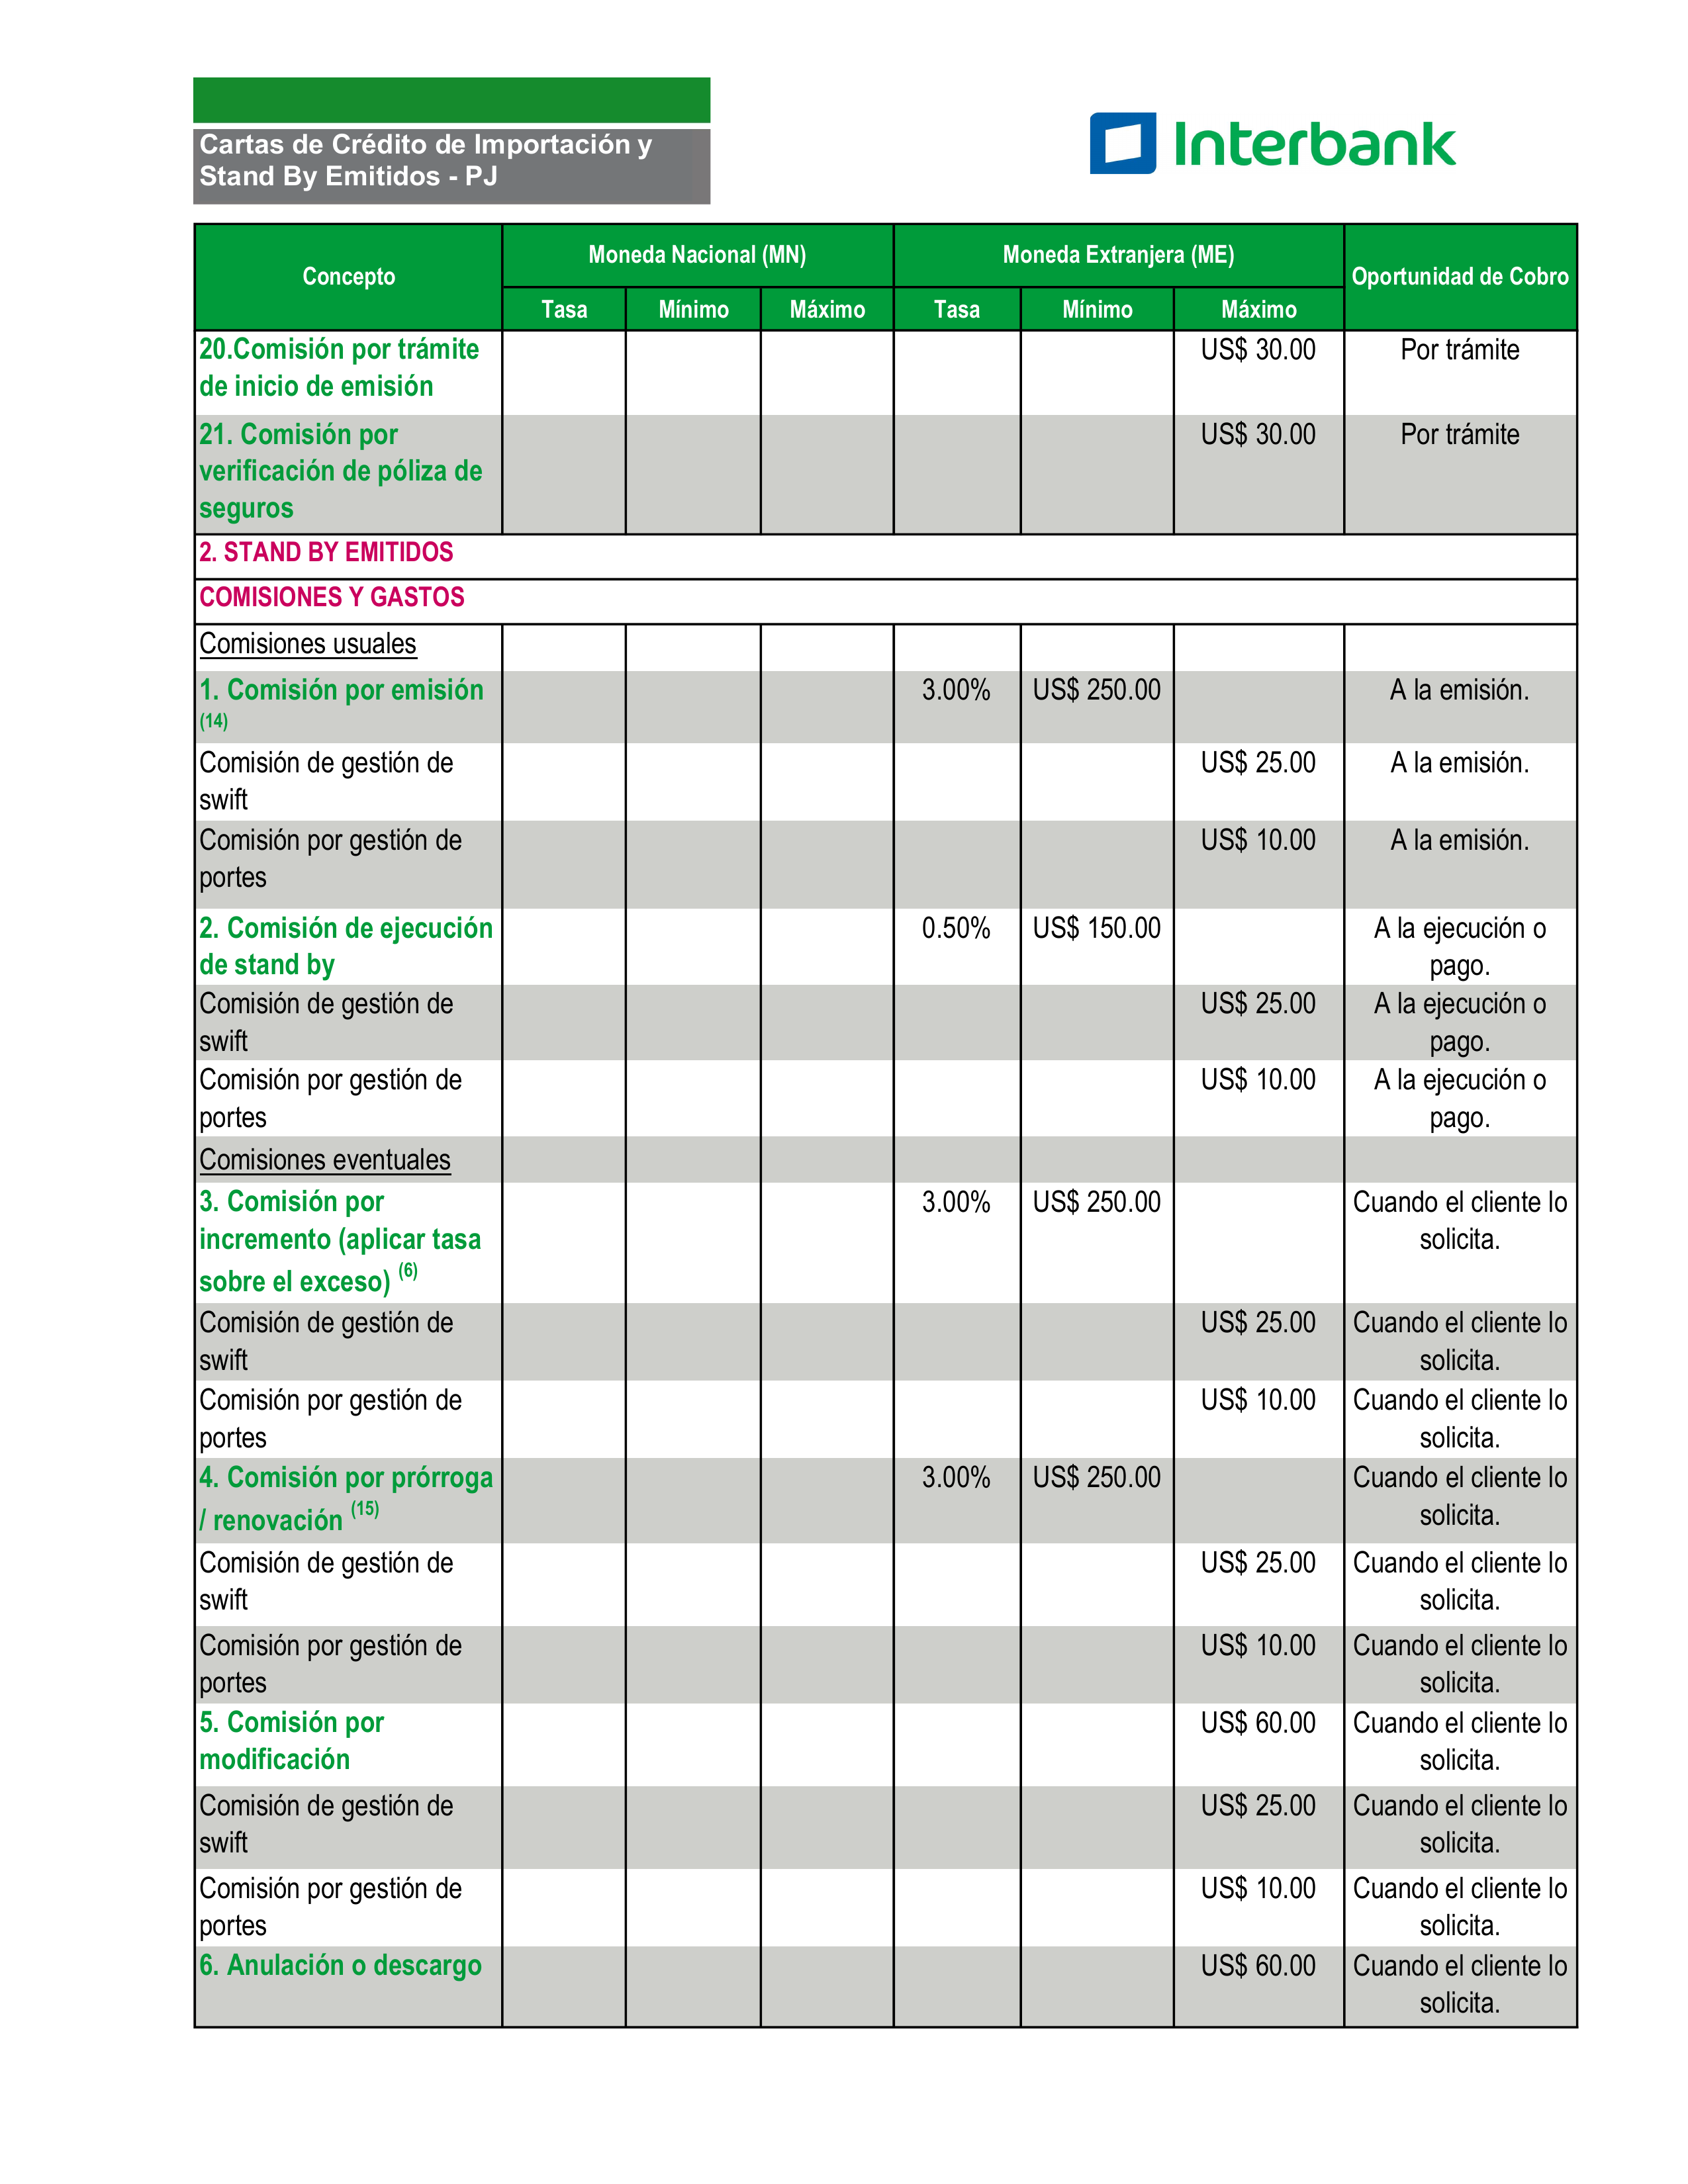 Cartas de Crédito de Importación y
Stand By Emitidos - PJ
Interbank
Concepto
Moneda Nacional (MN)
Moneda Extranjera (ME)
Oportunidad de Cobro
Tasa Mínimo Máximo Tasa Mínimo Máximo
20.Comisión por trámite US$ 30.00 Por trámite
de inicio de emisión
21. Comisión por US$ 30.00 Por trámite
verificación de póliza de
seguros
2. STAND BY EMITIDOS
COMISIONES Y GASTOS
Comisiones usuales
1. Comisión por emisión 3.00% US$ 250.00 A la emisión.
(14)
Comisión de gestión de US$ 25.00 A la emisión.
swift
Comisión por gestión de US$ 10.00 A la emisión.
portes
2. Comisión de ejecución 0.50% US$ 150.00 A la ejecución o
de stand by pago.
Comisión de gestión de US$ 25.00 A la ejecución o
swift pago.
Comisión por gestión de US$ 10.00 A la ejecución o
portes pago.
Comisiones eventuales
3. Comisión por 3.00% US$ 250.00 Cuando el cliente lo
incremento (aplicar tasa solicita.
sobre el exceso) (6)
Comisión de gestión de US$ 25.00 Cuando el cliente lo
swift solicita.
Comisión por gestión de US$ 10.00 Cuando el cliente lo
portes solicita.
4. Comisión por prórroga 3.00% US$ 250.00 Cuando el cliente lo
/ renovación (15) solicita.
Comisión de gestión de US$ 25.00 Cuando el cliente lo
swift solicita.
Comisión por gestión de US$ 10.00 Cuando el cliente lo
portes solicita.
5. Comisión por US$ 60.00 Cuando el cliente lo
modificación solicita.
Comisión de gestión de US$ 25.00 Cuando el cliente lo
swift solicita.
Comisión por gestión de US$ 10.00 Cuando el cliente lo
portes solicita.
6. Anulación o descargo US$ 60.00 Cuando el cliente lo
solicita.